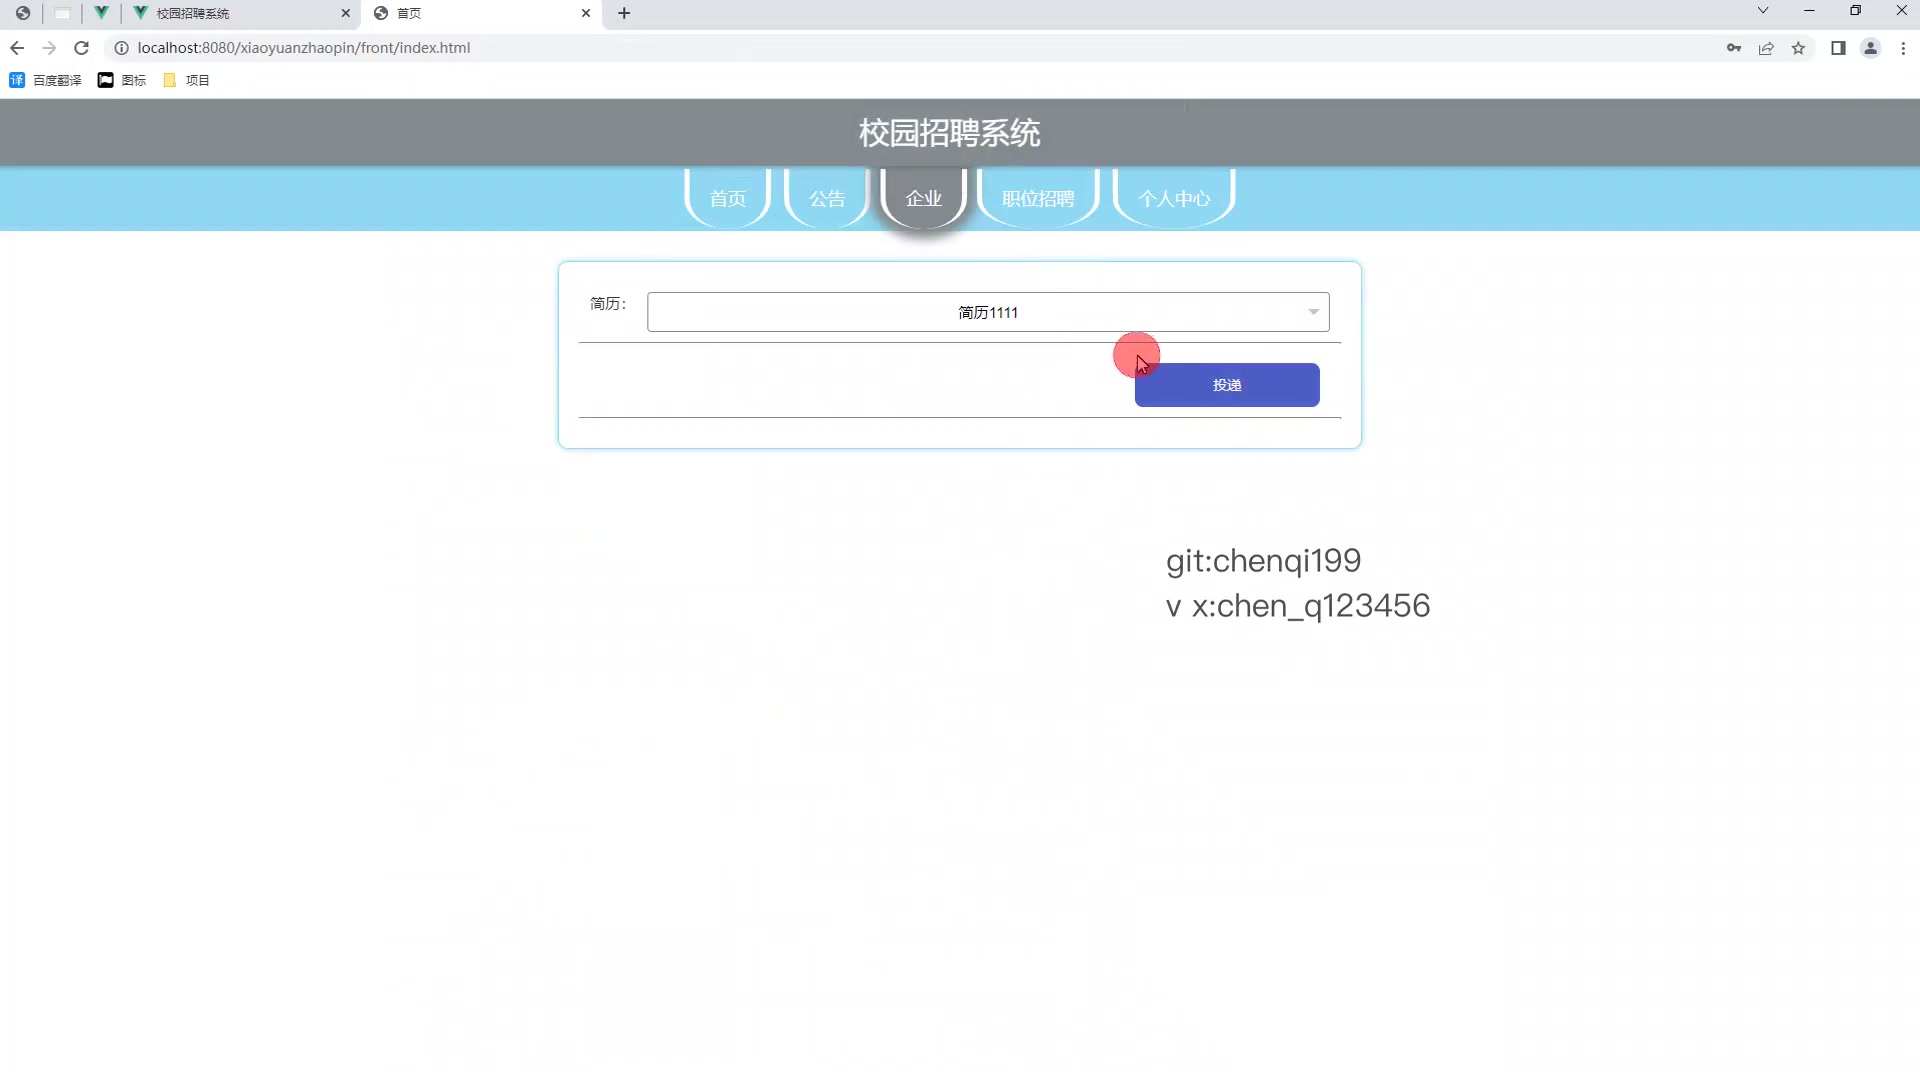 校园招聘系统
首页
localhost:8080/xiaoyuanzhaopin/front/index.html
百度翻译
图标
项目
校园招聘系统
首页
公告
企业
职位招聘
个人中心
简历：
简历1111
投递
git:chenqi199
v x:chen_q123456